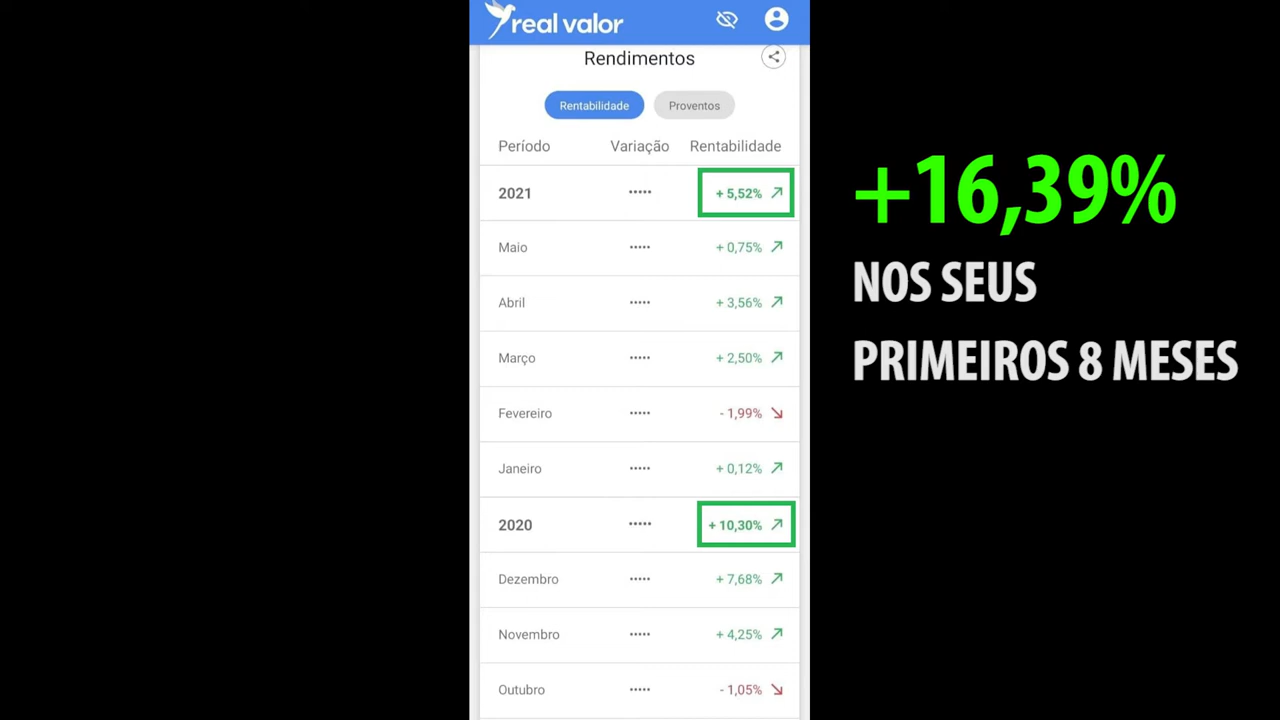 real valor
Rendimentos
Rentabilidade Proventos
Período Variação Rentabilidade
2021 ••••• + 5,52%
Maio ••••• + 0,75%
Abril ••••• + 3,56%
Março ••••• + 2,50%
Fevereiro ••••• - 1,99%
Janeiro ••••• + 0,12%
2020 ••••• + 10,30%
Dezembro ••••• + 7,68%
Novembro ••••• + 4,25%
Outubro ••••• - 1,05%
+16,39%
NOS SEUS
PRIMEIROS 8 MESES